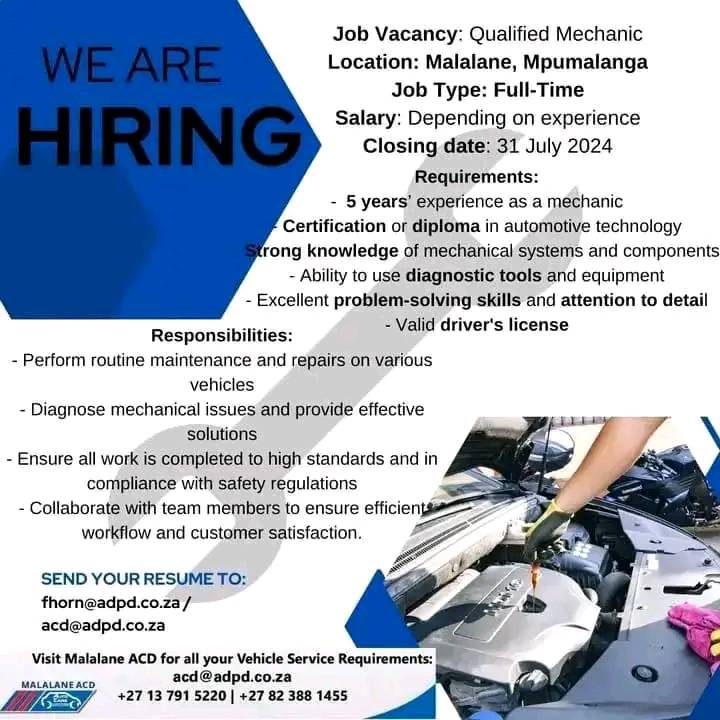 WE ARE
HIRING
Job Vacancy: Qualified Mechanic
Location: Malalane, Mpumalanga
Job Type: Full-Time
Salary: Depending on experience
Closing date: 31 July 2024
Requirements:
- 5 years' experience as a mechanic
- Certification or diploma in automotive technology
Strong knowledge of mechanical systems and components
- Ability to use diagnostic tools and equipment
- Excellent problem-solving skills and attention to detail
- Valid driver's license
Responsibilities:
- Perform routine maintenance and repairs on various
vehicles
- Diagnose mechanical issues and provide effective
solutions
- Ensure all work is completed to high standards and in
compliance with safety regulations
- Collaborate with team members to ensure efficient
workflow and customer satisfaction.
SEND YOUR RESUME TO:
fhorn@adpd.co.za /
acd@adpd.co.za
Visit Malalane ACD for all your Vehicle Service Requirements:
acd@adpd.co.za
+27 13 791 5220 | +27 82 388 1455
MALALANE ACD